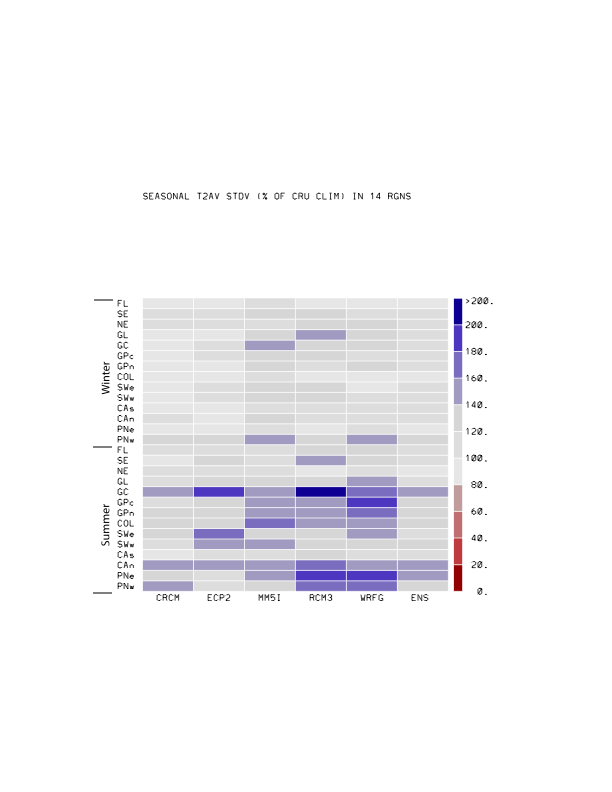 SEASONAL T2AV STDV (% OF CRU CLIM) IN 14 RGNS
Winter
FL
SE
NE
GL
GC
GPc
GPn
COL
SWe
SWw
CAs
CAn
PNe
PNw
Summer
FL
SE
NE
GL
GC
GPc
GPn
COL
SWe
SWw
CAs
CAn
PNe
PNw
CRCM ECP2 MM5I RCM3 WRFG ENS
>200.
200.
180.
160.
140.
120.
100.
80.
60.
40.
20.
0.